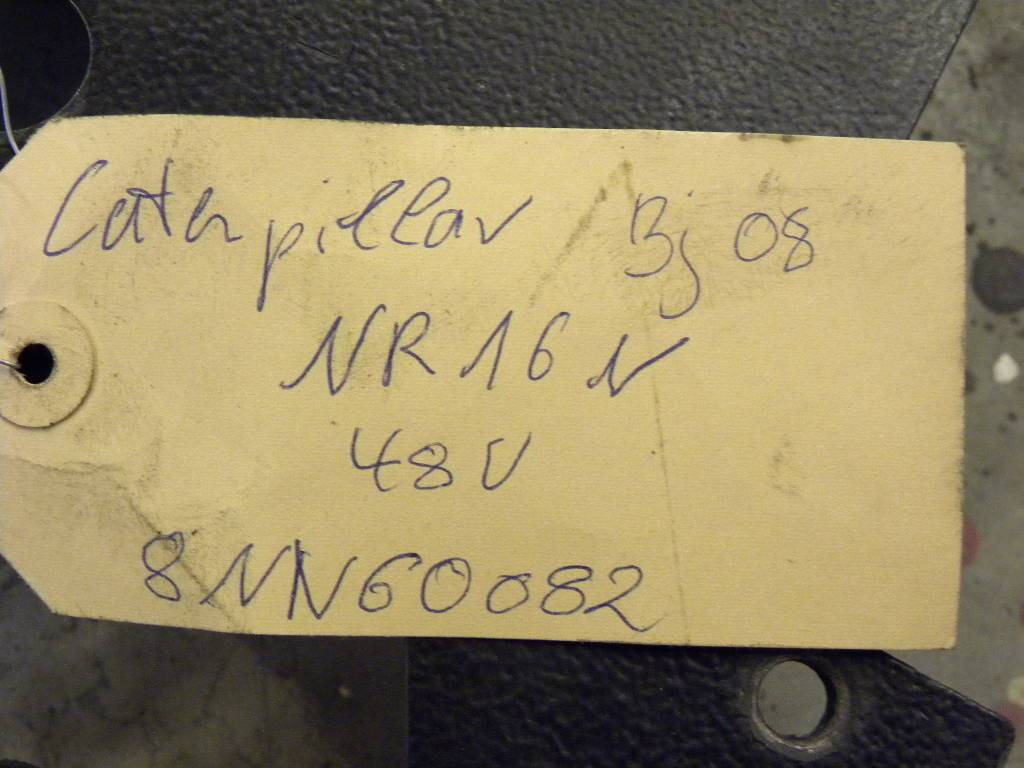 Caterpillar Bj 08
NR16N
48V
8NN60082